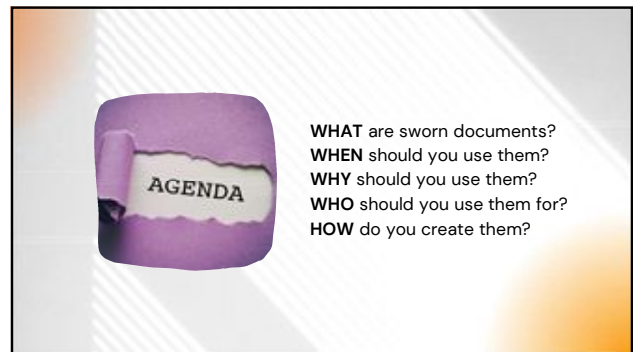 AGENDA
WHAT are sworn documents?
WHEN should you use them?
WHY should you use them?
WHO should you use them for?
HOW do you create them?